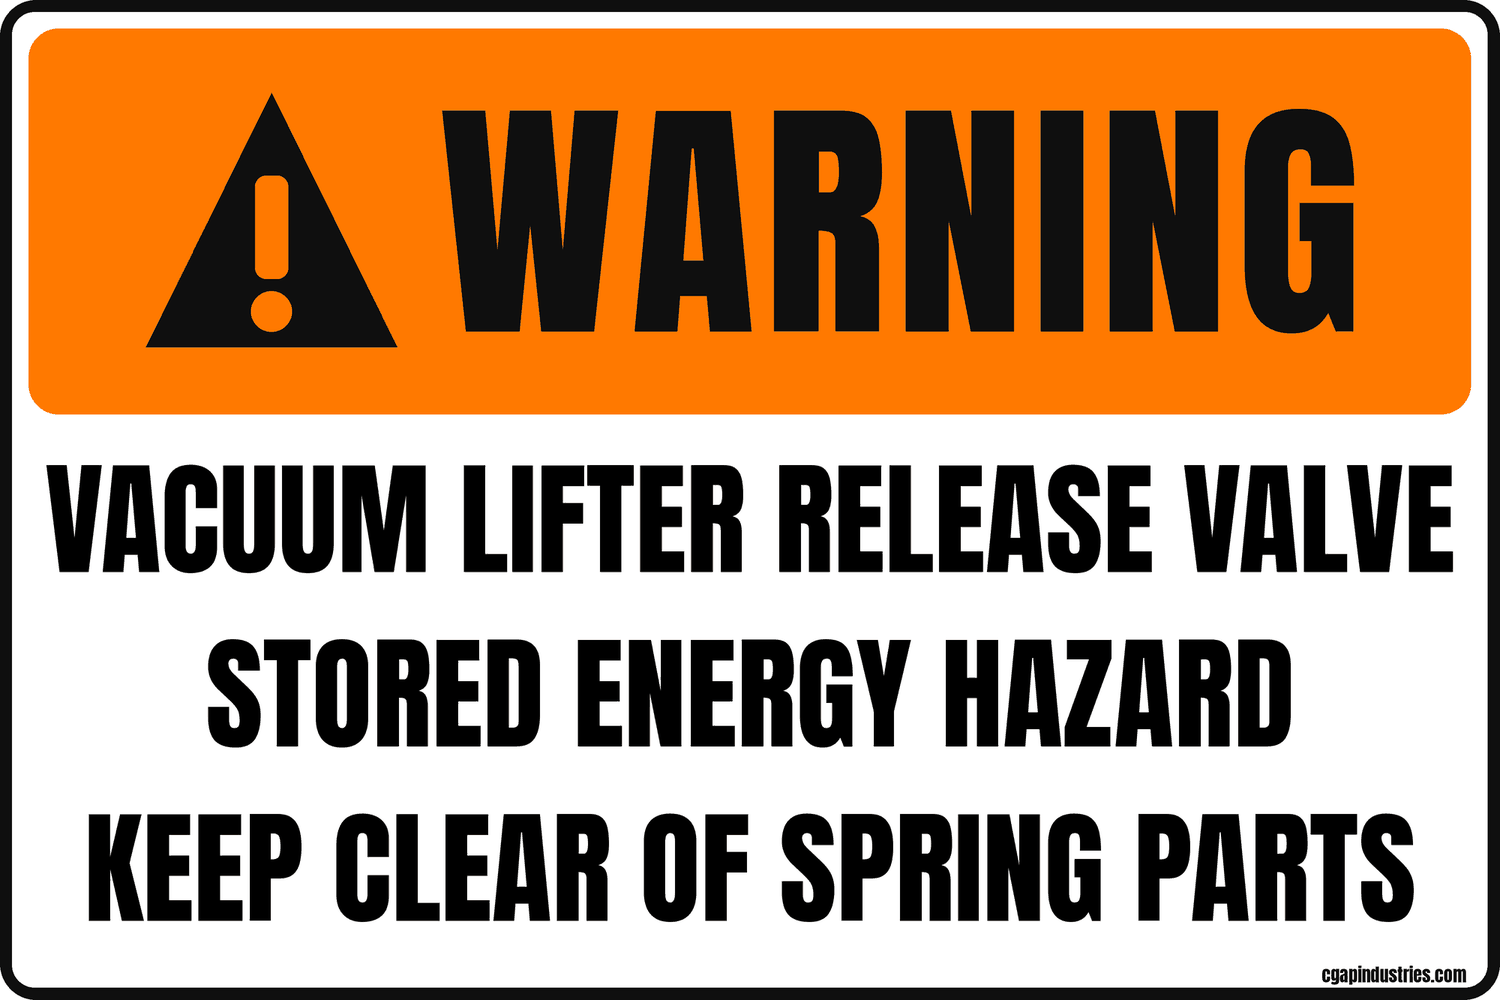 WARNING
VACUUM LIFTER RELEASE VALVE
STORED ENERGY HAZARD
KEEP CLEAR OF SPRING PARTS
cgapindustries.com